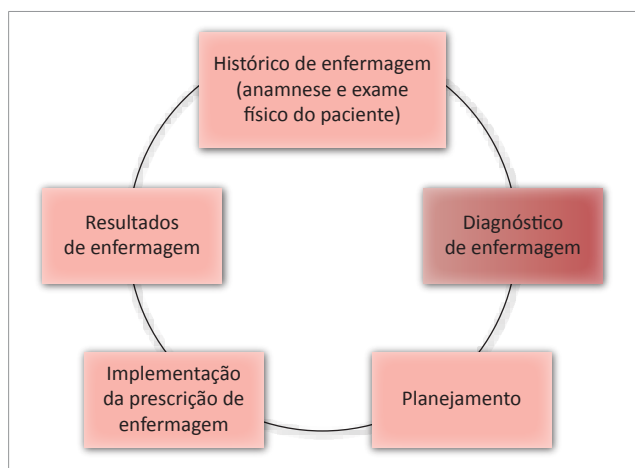 Histórico de enfermagem
(anamnese e exame
físico do paciente)
Resultados
de enfermagem
Diagnóstico
de enfermagem
Implementação
da prescrição de
enfermagem
Planejamento